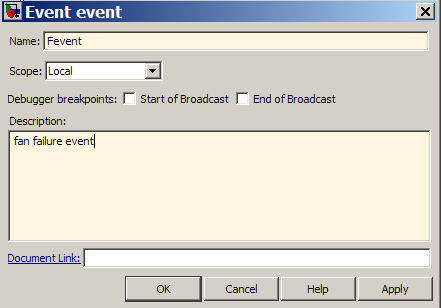 Event event
Name: Fevent
Scope: Local
Debugger breakpoints: Start of Broadcast End of Broadcast
Description:
fan failure event
Document Link:
OK Cancel Help Apply